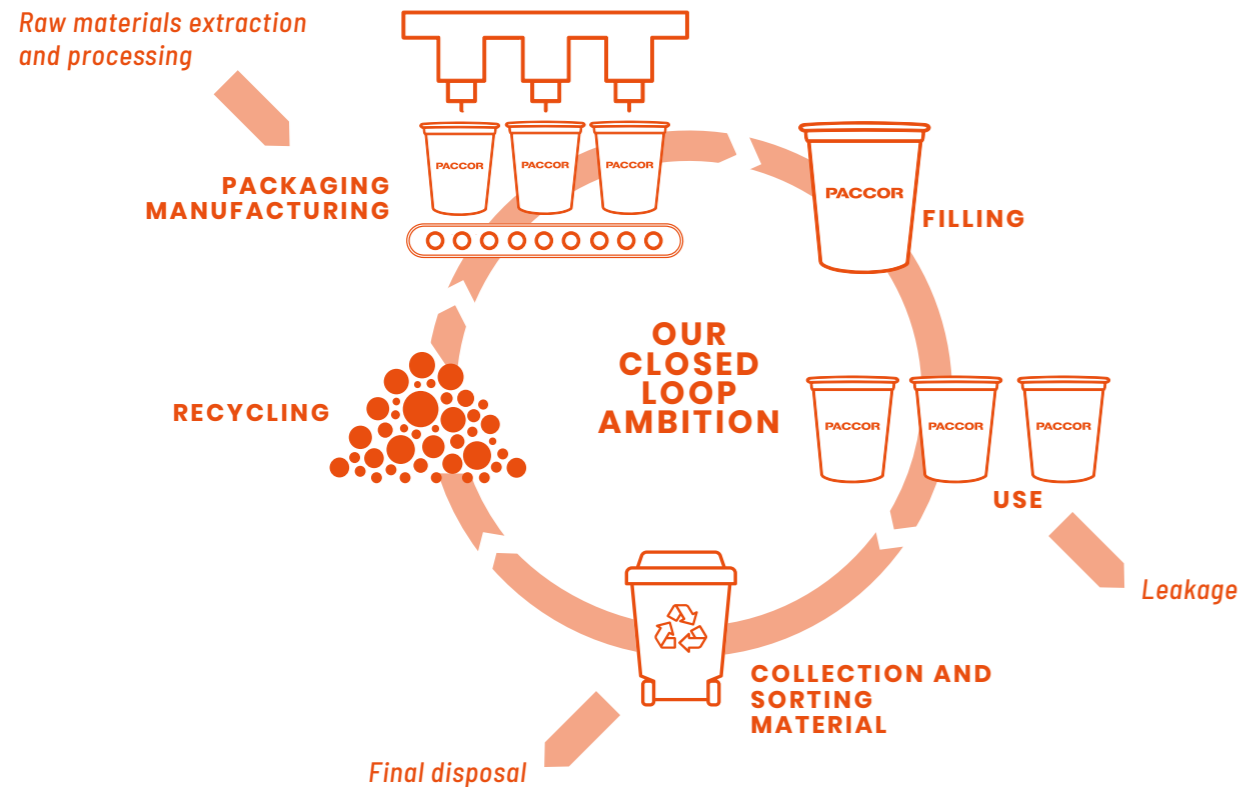 Raw materials extraction
and processing
PACCOR
PACCOR
PACCOR
PACKAGING
MANUFACTURING
PACCOR
FILLING
OUR
CLOSED
LOOP
AMBITION
RECYCLING
PACCOR
PACCOR
PACCOR
USE
Leakage
COLLECTION AND
SORTING
MATERIAL
Final disposal